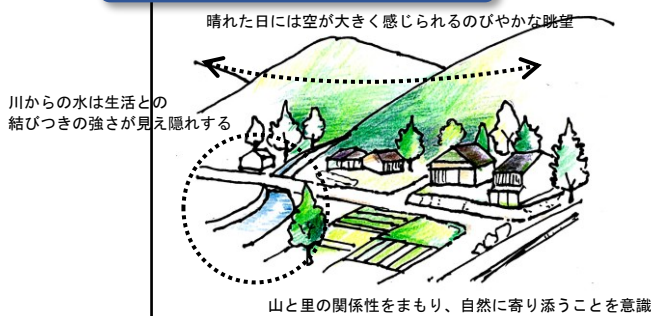 晴れた日には空が大きく感じられるのびやかな眺望
川からの水は生活との
結びつきの強さが見え隠れする
山と里の関係性をまもり、自然に寄り添うことを意識